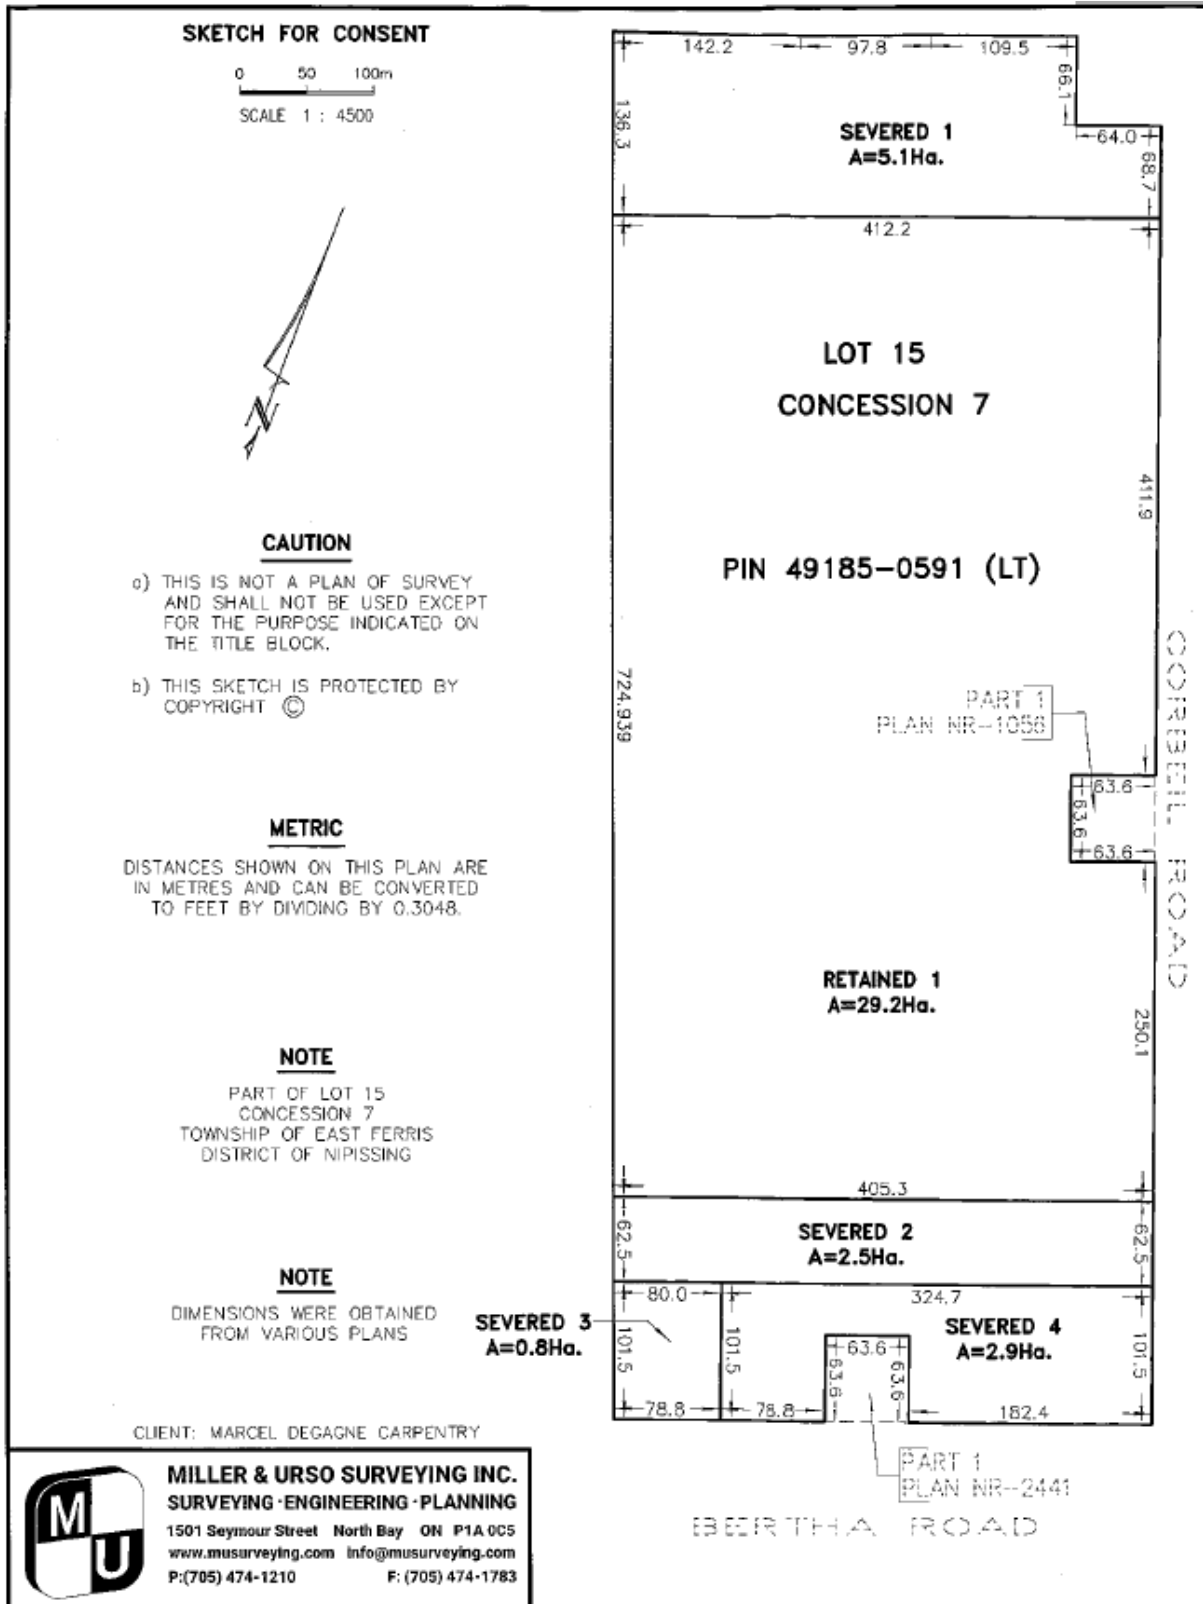 SKETCH FOR CONSENT
0 50 100m
SCALE 1 : 4500
N
CAUTION
a) THIS IS NOT A PLAN OF SURVEY
AND SHALL NOT BE USED EXCEPT
FOR THE PURPOSE INDICATED ON
THE TITLE BLOCK.
b) THIS SKETCH IS PROTECTED BY
COPYRIGHT ©
METRIC
DISTANCES SHOWN ON THIS PLAN ARE
IN METRES AND CAN BE CONVERTED
TO FEET BY DIVIDING BY 0.3048.
NOTE
PART OF LOT 15
CONCESSION 7
TOWNSHIP OF EAST FERRIS
DISTRICT OF NIPISSING
NOTE
DIMENSIONS WERE OBTAINED
FROM VARIOUS PLANS
CLIENT: MARCEL DEGAGNE CARPENTRY
MU
MILLER & URSO SURVEYING INC.
SURVEYING · ENGINEERING · PLANNING
1501 Seymour Street North Bay ON P1A 0C5
www.musurveying.com info@musurveying.com
P:(705) 474-1210 F: (705) 474-1783
142.2 97.8 109.5
66.1
136.3
SEVERED 1
A=5.1Ha.
64.0
68.7
412.2
LOT 15
CONCESSION 7
411.9
PIN 49185-0591 (LT)
724.939
PART 1
PLAN NR-1056
CORBEIL ROAD
63.6
63.6
63.6
RETAINED 1
A=29.2Ha.
250.1
405.3
62.5
SEVERED 2
A=2.5Ha.
62.5
80.0
324.7
SEVERED 3
A=0.8Ha.
101.5
101.5
63.6
63.6
63.6
SEVERED 4
A=2.9Ha.
101.5
78.8
78.8
182.4
PART 1
PLAN NR-2441
BERTHA ROAD